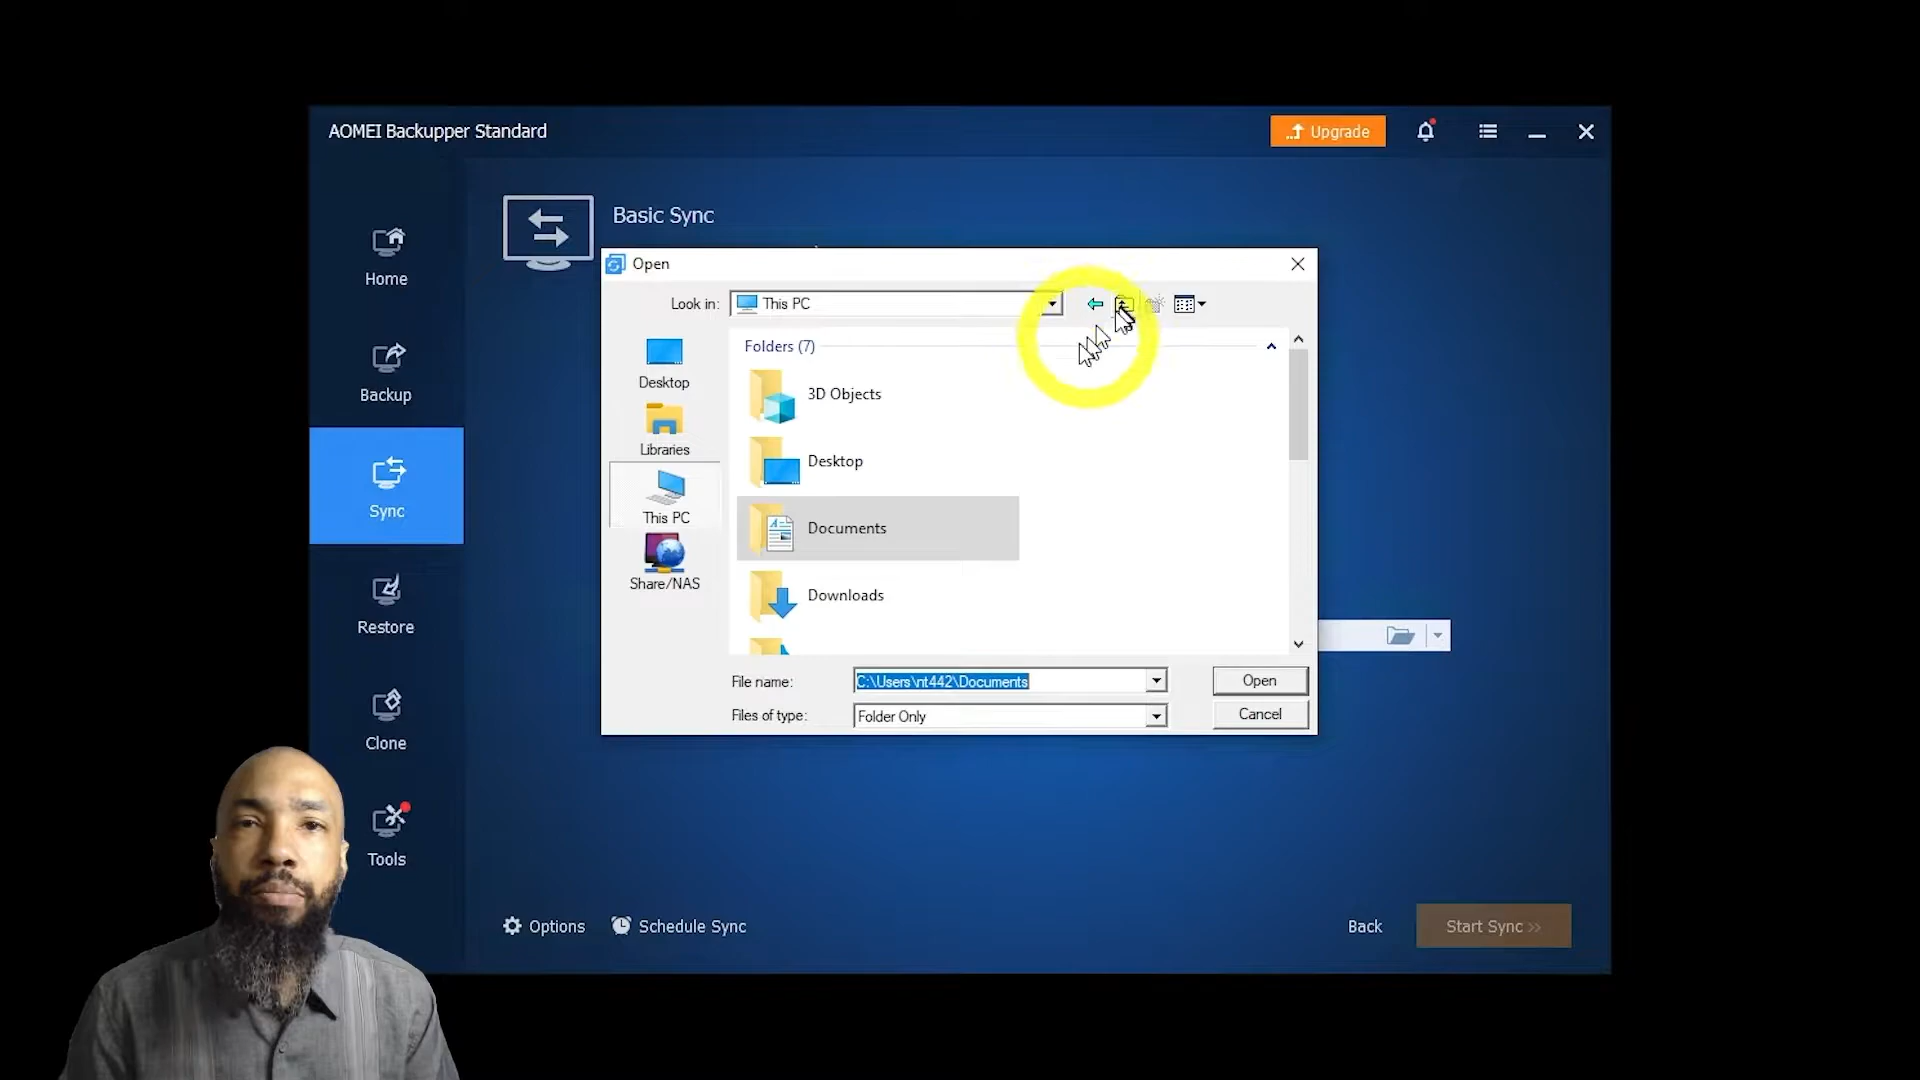 AOMEI Backupper Standard
Upgrade
Home
Backup
Sync
Restore
Clone
Tools
Basic Sync
Open
Look in:
This PC
Desktop
Libraries
This PC
Share/NAS
Folders (7)
3D Objects
Desktop
Documents
Downloads
File name:
C:\Users\nt442\Documents
Open
Files of type:
Folder Only
Cancel
Options
Schedule Sync
Back
Start Sync >>